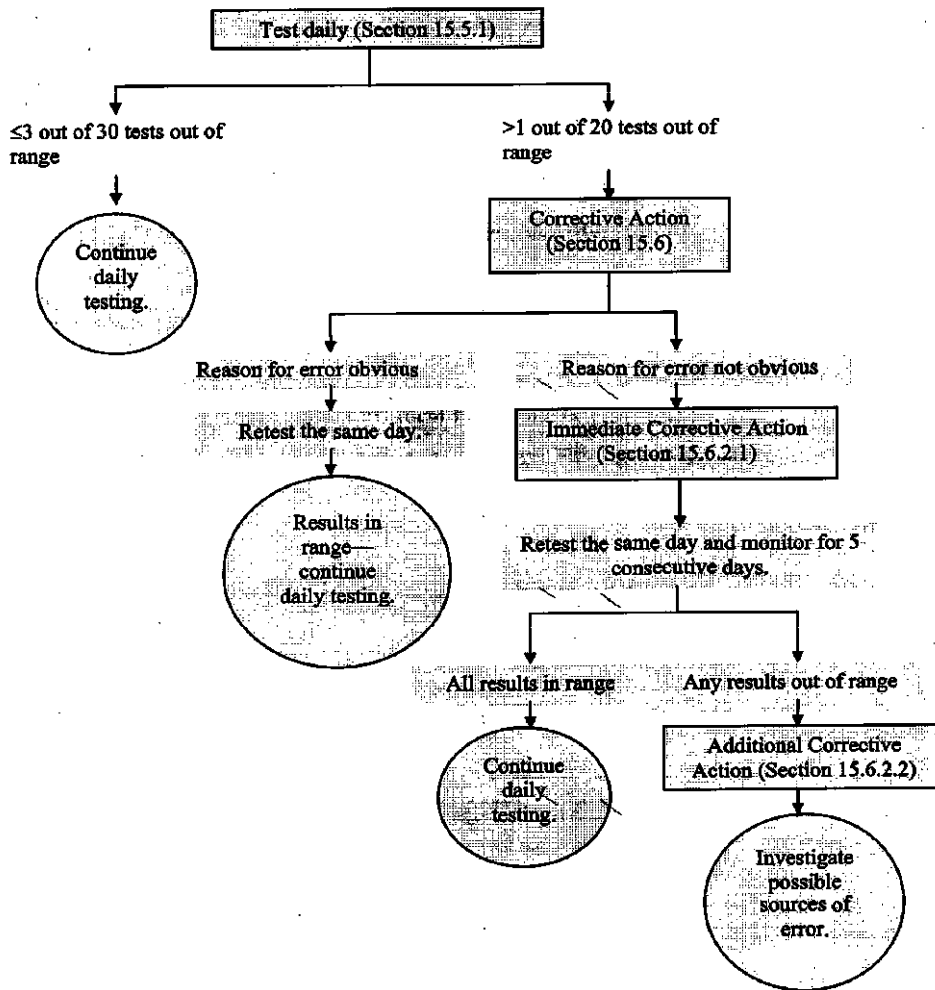 Test daily (Section 15.5.1)
≤3 out of 30 tests out of
range
>1 out of 20 tests out of
range
Corrective Action
(Section 15.6)
Continue
daily
testing.
Reason for error obvious
Reason for error not obvious
Retest the same day.
Immediate Corrective Action
(Section 15.6.2.1)
Results in
range—
continue
daily testing.
Retest the same day and monitor for 5
consecutive days.
All results in range
Any results out of range
Continue
daily
testing.
Additional Corrective
Action (Section 15.6.2.2)
Investigate
possible
sources of
error.